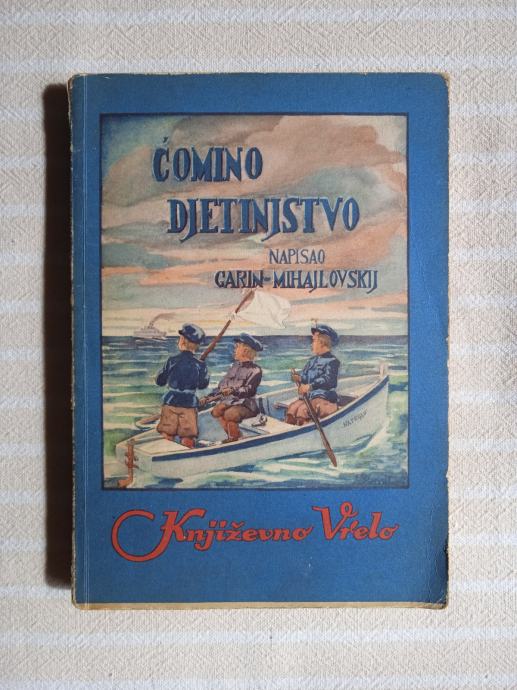 ĆOMINO
DJETINJSTVO
NAPISAO
GARIN-MIHAJLOVSKIJ
Književno Vrelo